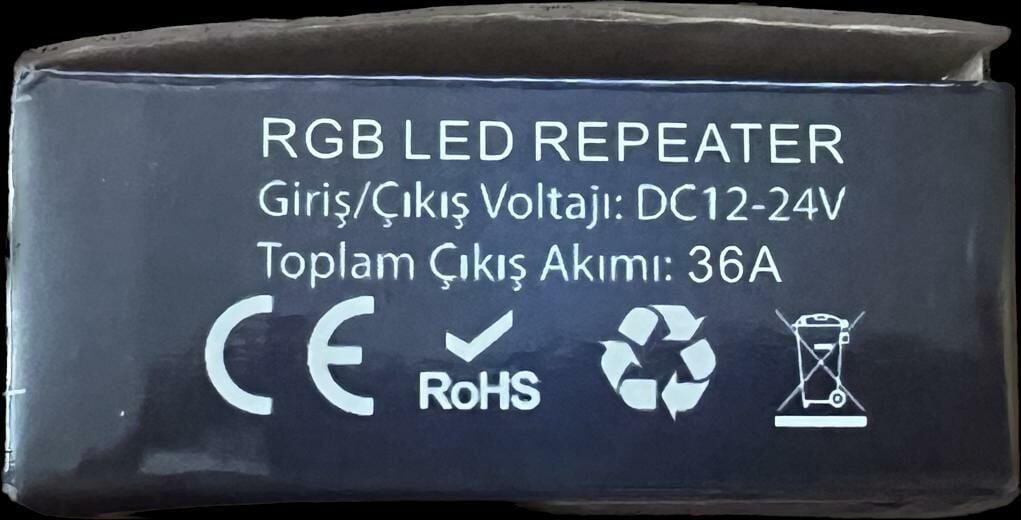 RGB LED REPEATER
Giriş/Çıkış Voltajı: DC12-24V
Toplam Çıkış Akımı: 36A
CE RoHS